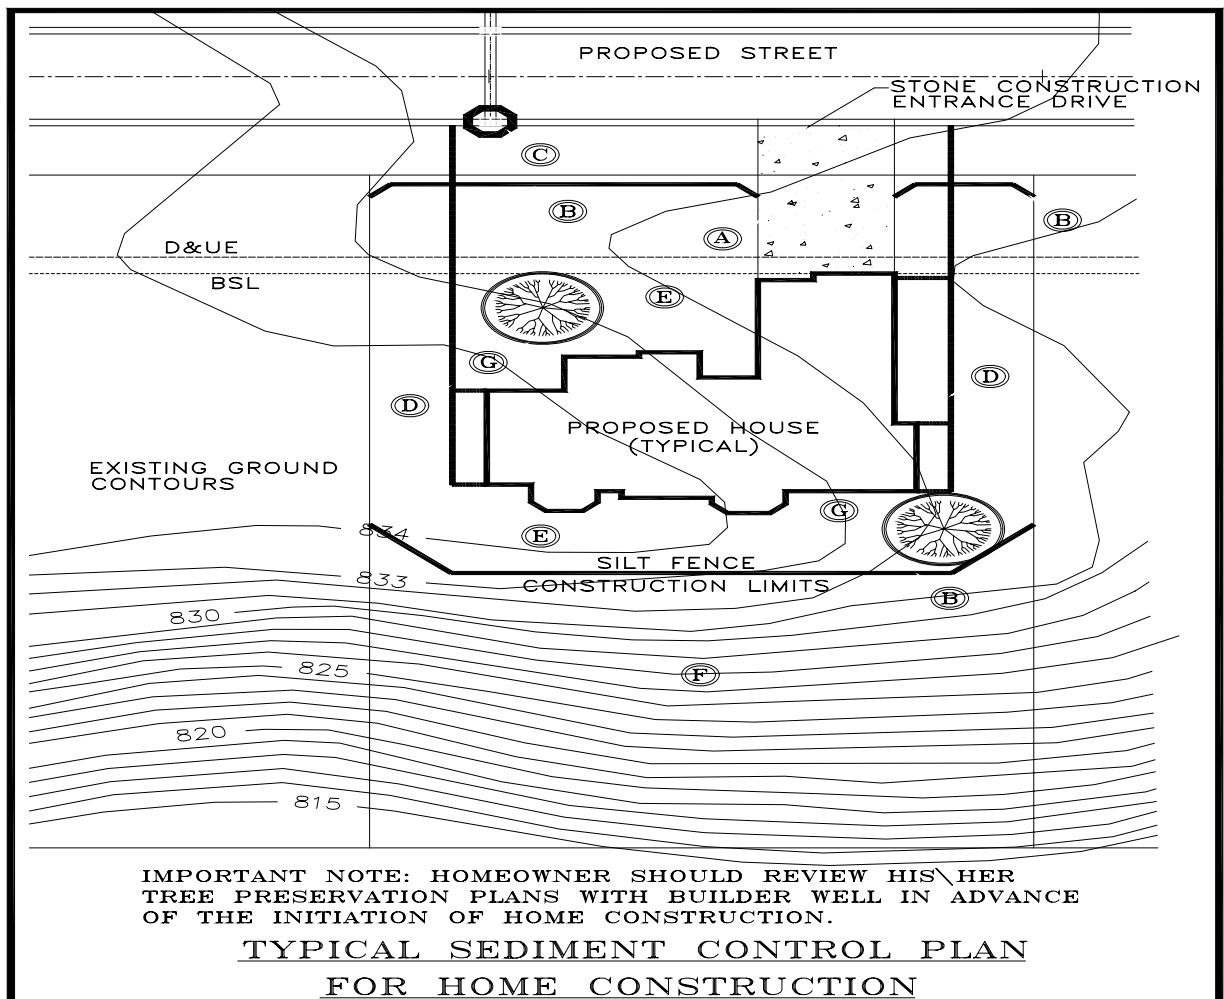 PROPOSED STREET
STONE CONSTRUCTION
ENTRANCE DRIVE
C
B
B
A
D&UE
BSL
E
G
D
D
PROPOSED HOUSE
(TYPICAL)
EXISTING GROUND
CONTOURS
G
834
E
SILT FENCE
833
CONSTRUCTION LIMITS
B
830
825
F
820
815
IMPORTANT NOTE: HOMEOWNER SHOULD REVIEW HIS\HER
TREE PRESERVATION PLANS WITH BUILDER WELL IN ADVANCE
OF THE INITIATION OF HOME CONSTRUCTION.
TYPICAL SEDIMENT CONTROL PLAN
FOR HOME CONSTRUCTION